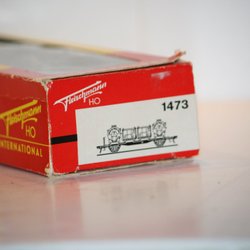 Fleischmann
HO
INTERNATIONAL
Fleischmann
HO
1473